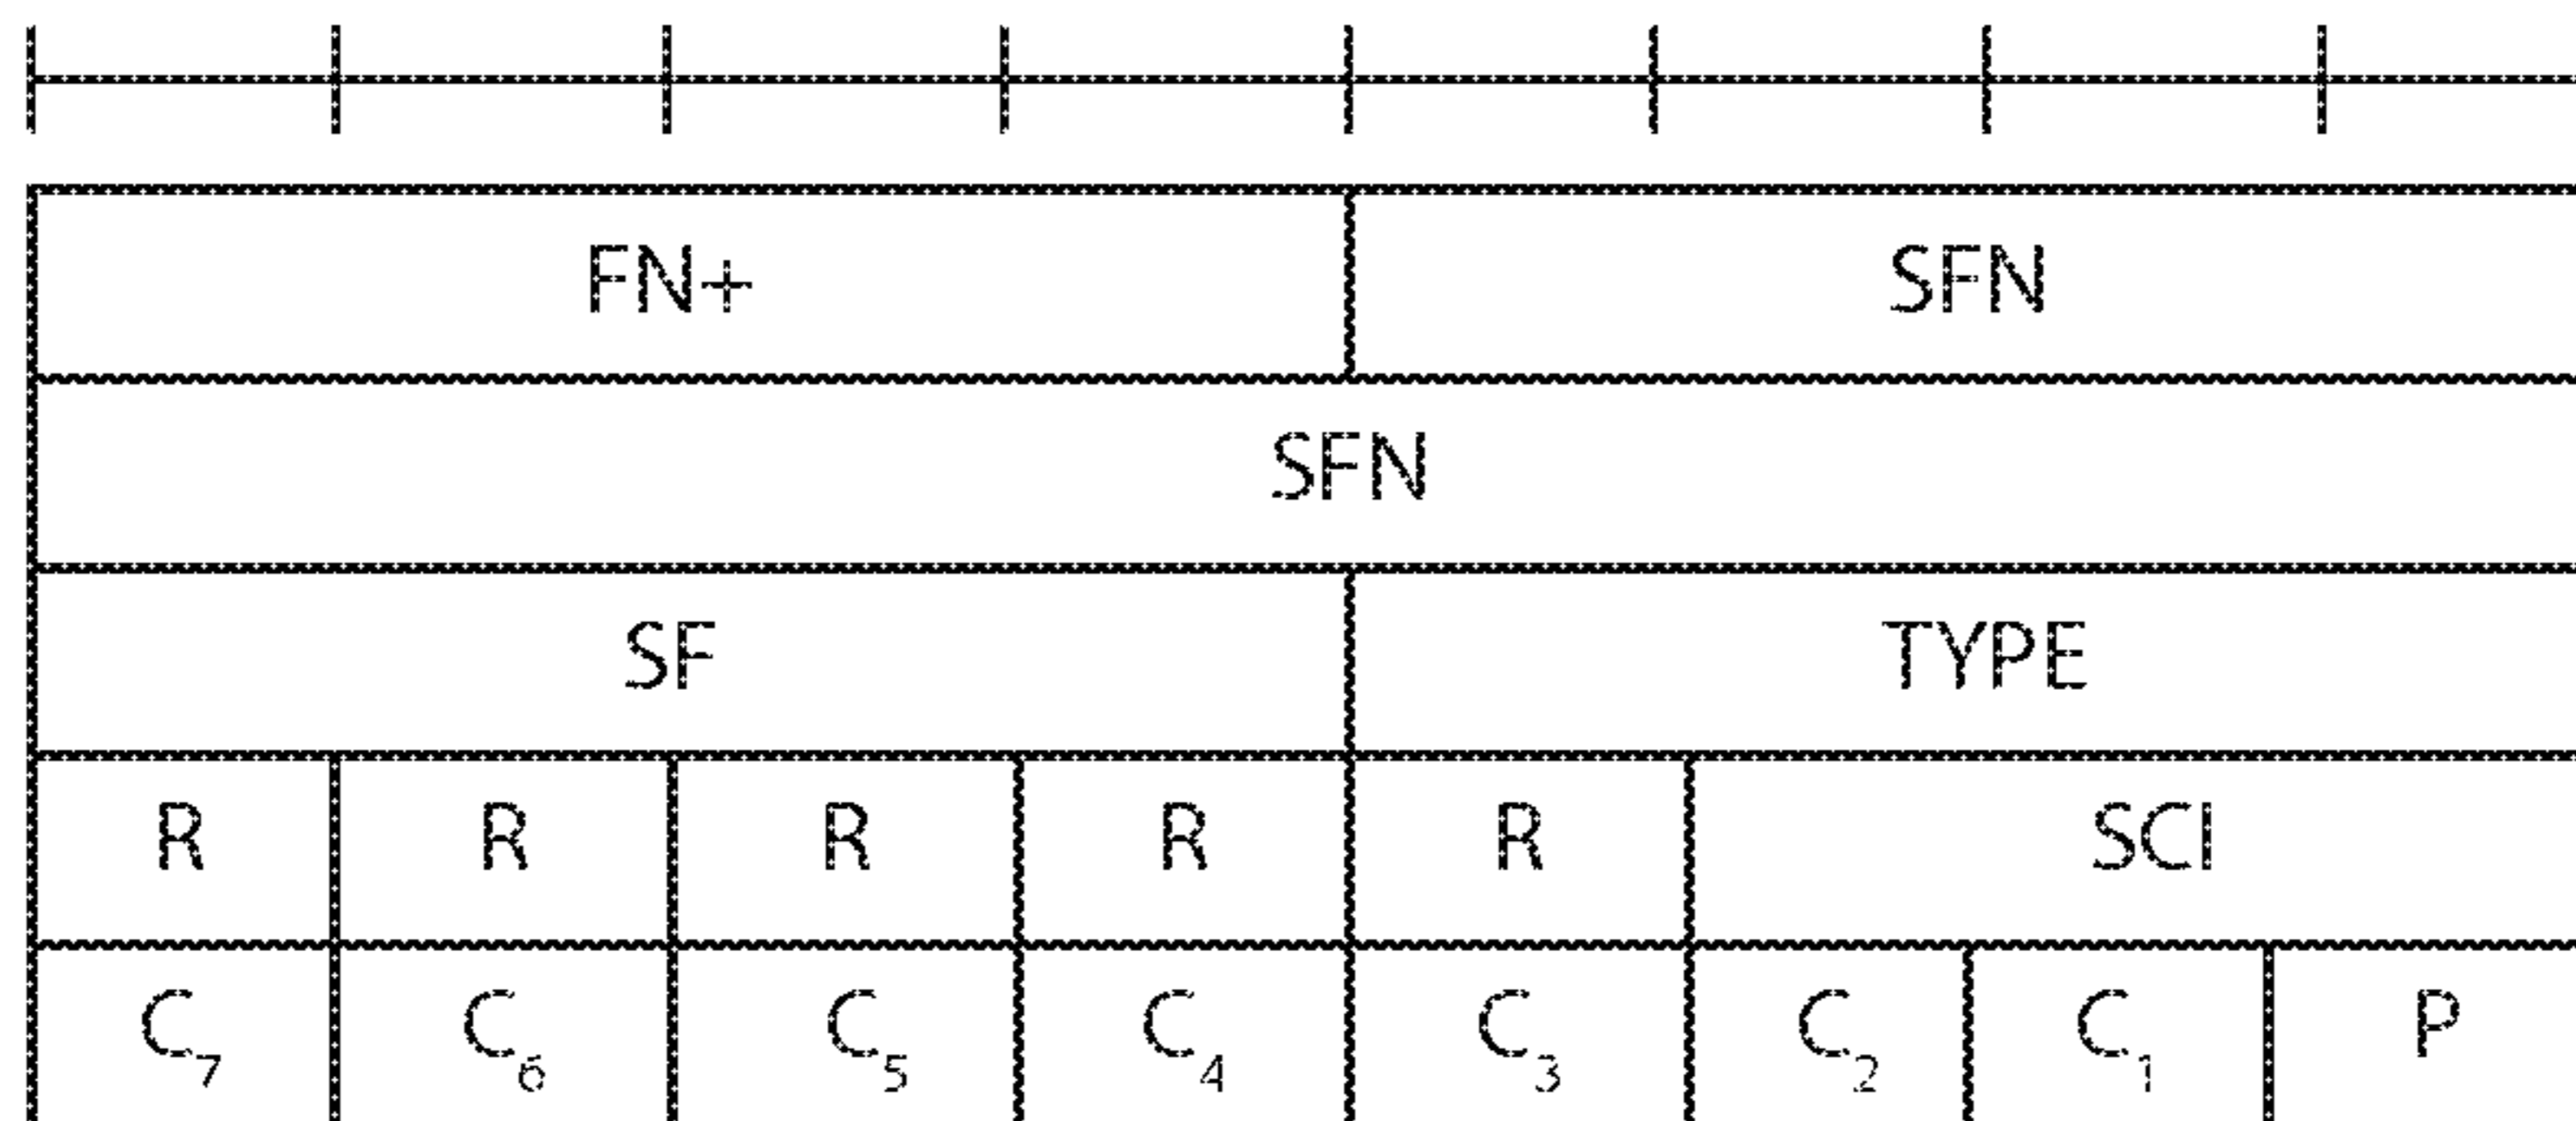 FN+ SFN
SFN
SF TYPE
R R R R R SCI
C₇ C₆ C₅ C₄ C₃ C₂ C₁ P